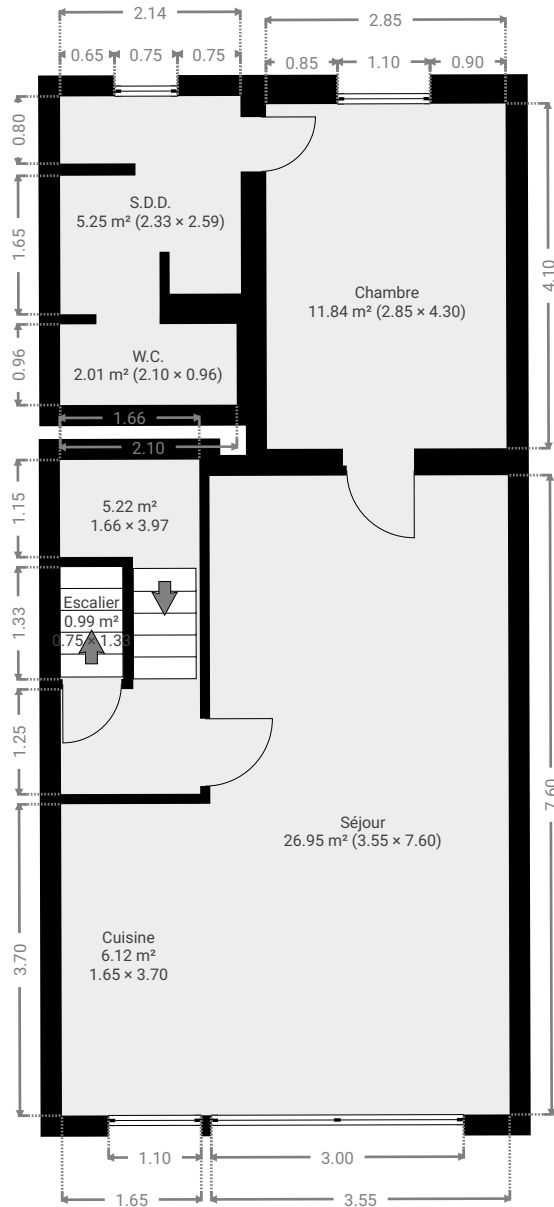 2.14
2.85
0.65
0.75
0.75
0.85
1.10
0.90
0.80
1.65
0.96
4.10
S.D.D.
5.25 m² (2.33 × 2.59)
Chambre
11.84 m² (2.85 × 4.30)
W.C.
2.01 m² (2.10 × 0.96)
1.66
2.10
1.15
5.22 m²
1.66 × 3.97
1.33
Escalier
0.99 m²
0.75 × 1.33
1.25
7.60
Séjour
26.95 m² (3.55 × 7.60)
3.70
Cuisine
6.12 m²
1.65 × 3.70
1.10
3.00
1.65
3.55